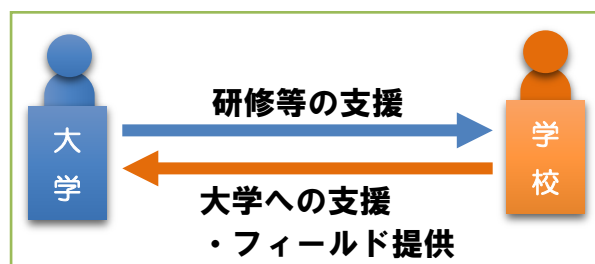 大学
研修等の支援
学校
大学への支援
・フィールド提供